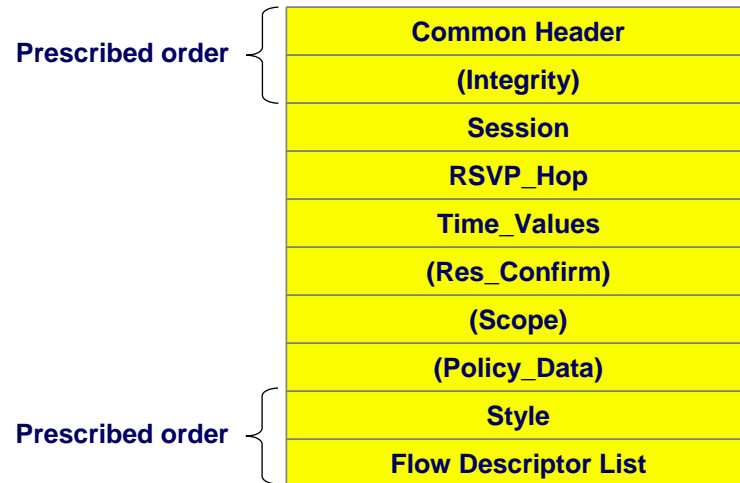 Common Header
Prescribed order
(Integrity)
Session
RSVP_Hop
Time_Values
(Res_Confirm)
(Scope)
(Policy_Data)
Style
Prescribed order
Flow Descriptor List